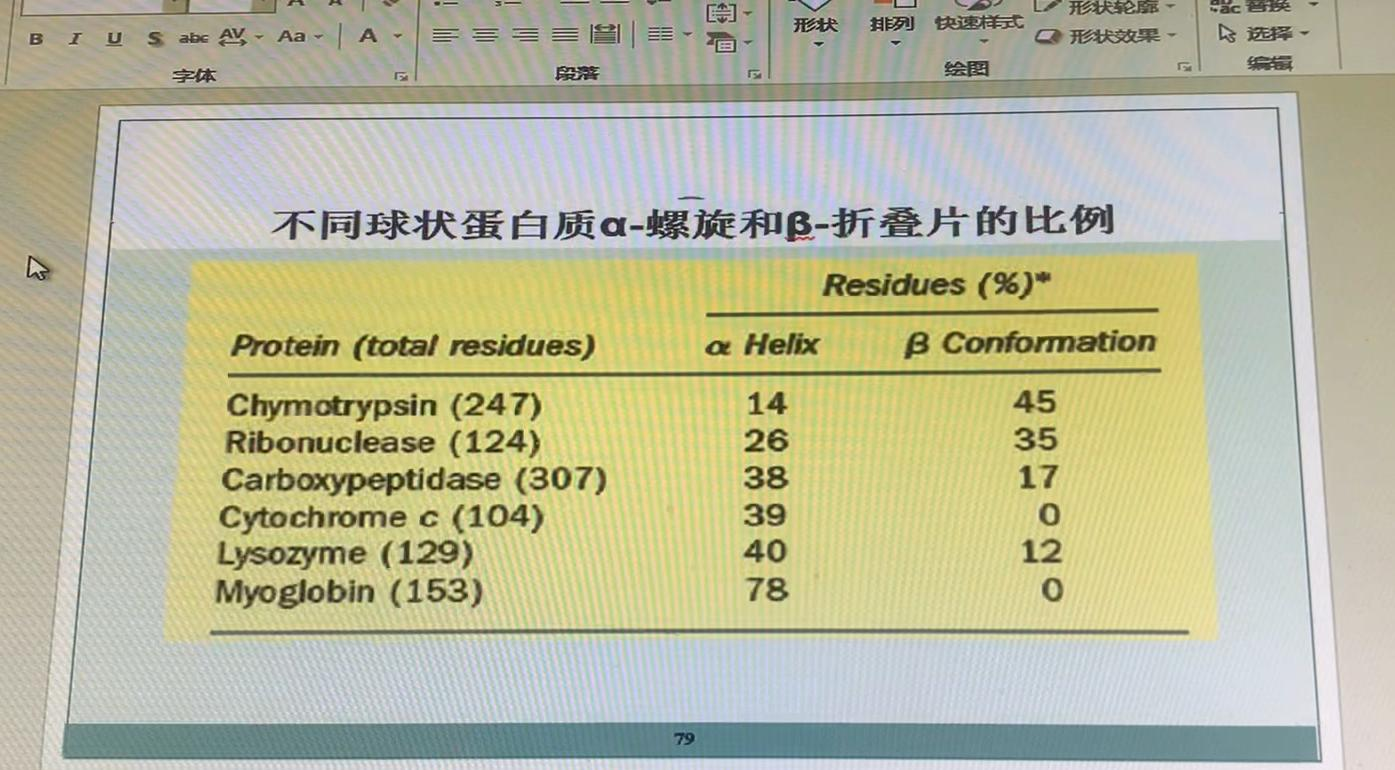 B I U S abc AV Aa A
字体
段落
形状 排列 快速样式
形状轮廓
形状效果
绘图
替换
选择
编辑
不同球状蛋白质α-螺旋和β-折叠片的比例
Residues (%)*
Protein (total residues) α Helix β Conformation
Chymotrypsin (247) 14 45
Ribonuclease (124) 26 35
Carboxypeptidase (307) 38 17
Cytochrome c (104) 39 0
Lysozyme (129) 40 12
Myoglobin (153) 78 0
79